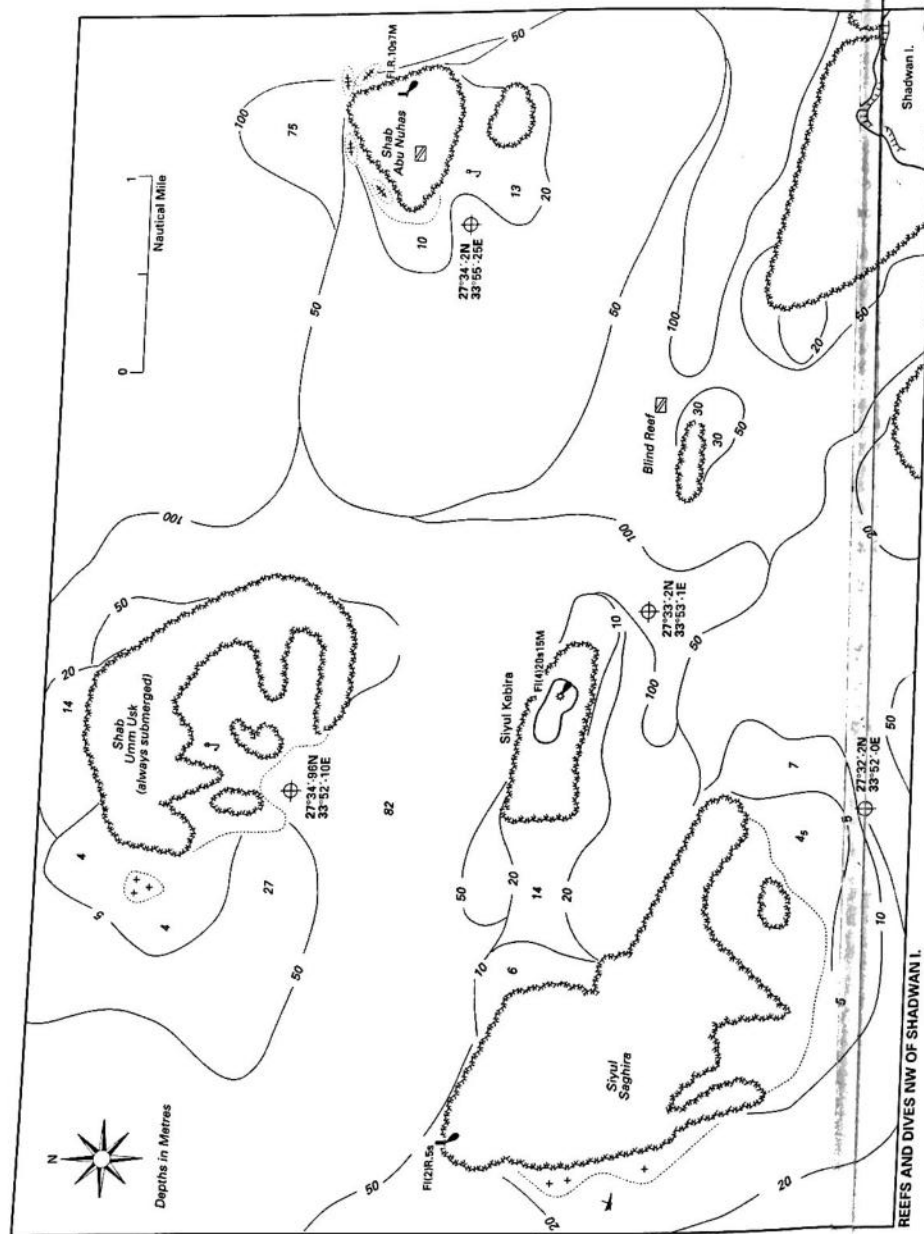 N
Depths in Metres
0
1
Nautical Mile
14
20
50
Shab
Umm Usk
(always submerged)
4
5
4
27
50
27°34'·96N
33°52'·10E
82
100
100
75
50
Fl.R.10s7M
Shab
Abu Nuhas
50
10
13
20
27°34'·2N
33°55'·25E
50
50
Fl(2)R.5s
10
6
50
20
14
20
Siyul Kebira
Fl(4)20s15M
10
100
27°33'·2N
33°53'·1E
50
100
Blind Reef
30
30
50
100
50
20
50
Siyul
Saghira
20
20
7
4₅
5
5
10
27°32'·2N
33°52'·0E
50
20
Shadwan I.
REEFS AND DIVES NW OF SHADWAN I.